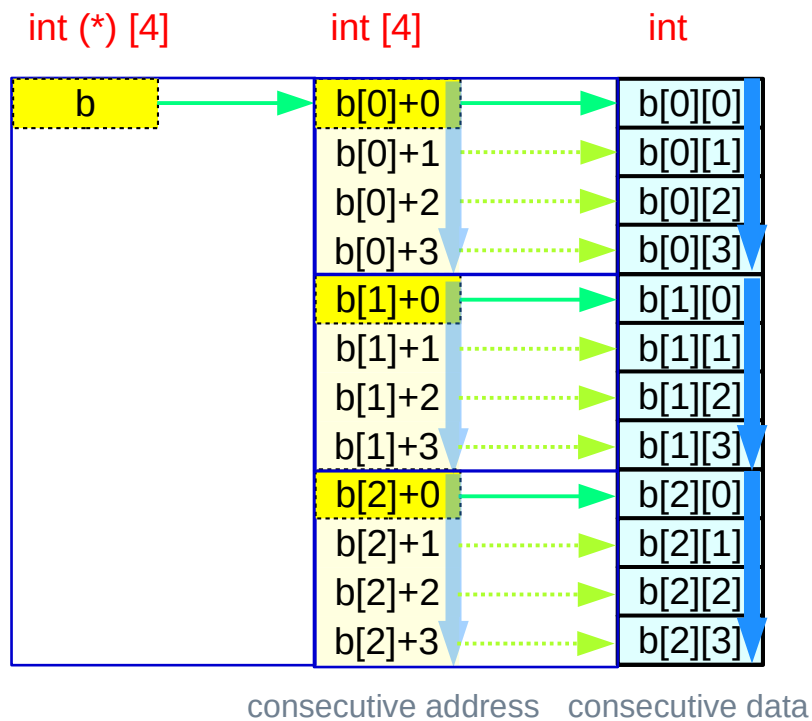 int (*) [4] int [4] int
b b[0]+0 b[0][0]
b[0]+1 b[0][1]
b[0]+2 b[0][2]
b[0]+3 b[0][3]
b[1]+0 b[1][0]
b[1]+1 b[1][1]
b[1]+2 b[1][2]
b[1]+3 b[1][3]
b[2]+0 b[2][0]
b[2]+1 b[2][1]
b[2]+2 b[2][2]
b[2]+3 b[2][3]
consecutive address consecutive data